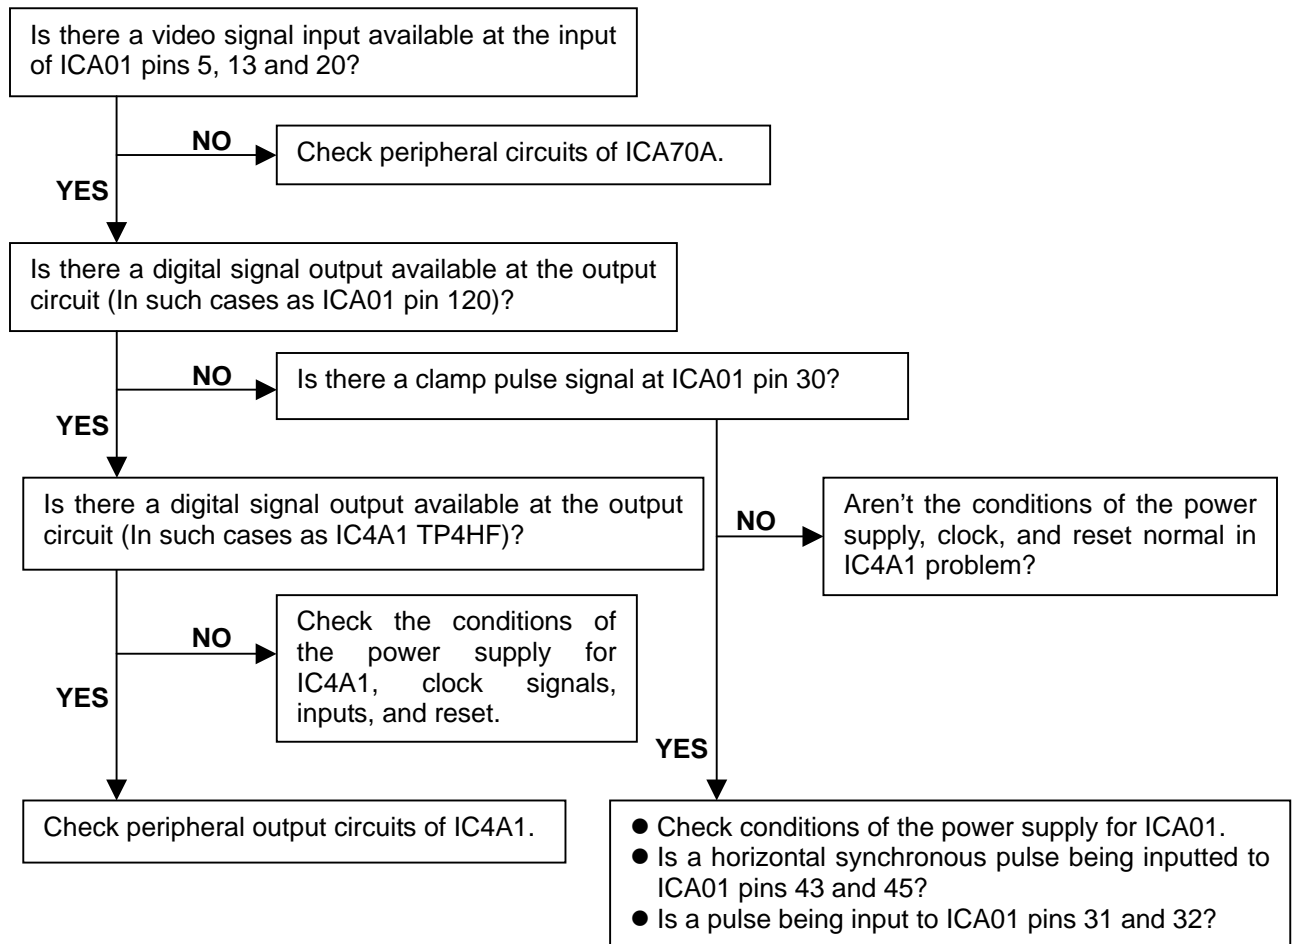 Is there a video signal input available at the input
of ICA01 pins 5, 13 and 20?
NO
Check peripheral circuits of ICA70A.
YES
Is there a digital signal output available at the output
circuit (In such cases as ICA01 pin 120)?
NO
Is there a clamp pulse signal at ICA01 pin 30?
YES
Is there a digital signal output available at the output
circuit (In such cases as IC4A1 TP4HF)?
NO
Aren't the conditions of the power
supply, clock, and reset normal in
IC4A1 problem?
NO
Check the conditions of
the power supply for
IC4A1, clock signals,
inputs, and reset.
YES
YES
Check peripheral output circuits of IC4A1.
● Check conditions of the power supply for ICA01.
● Is a horizontal synchronous pulse being inputted to
ICA01 pins 43 and 45?
● Is a pulse being input to ICA01 pins 31 and 32?